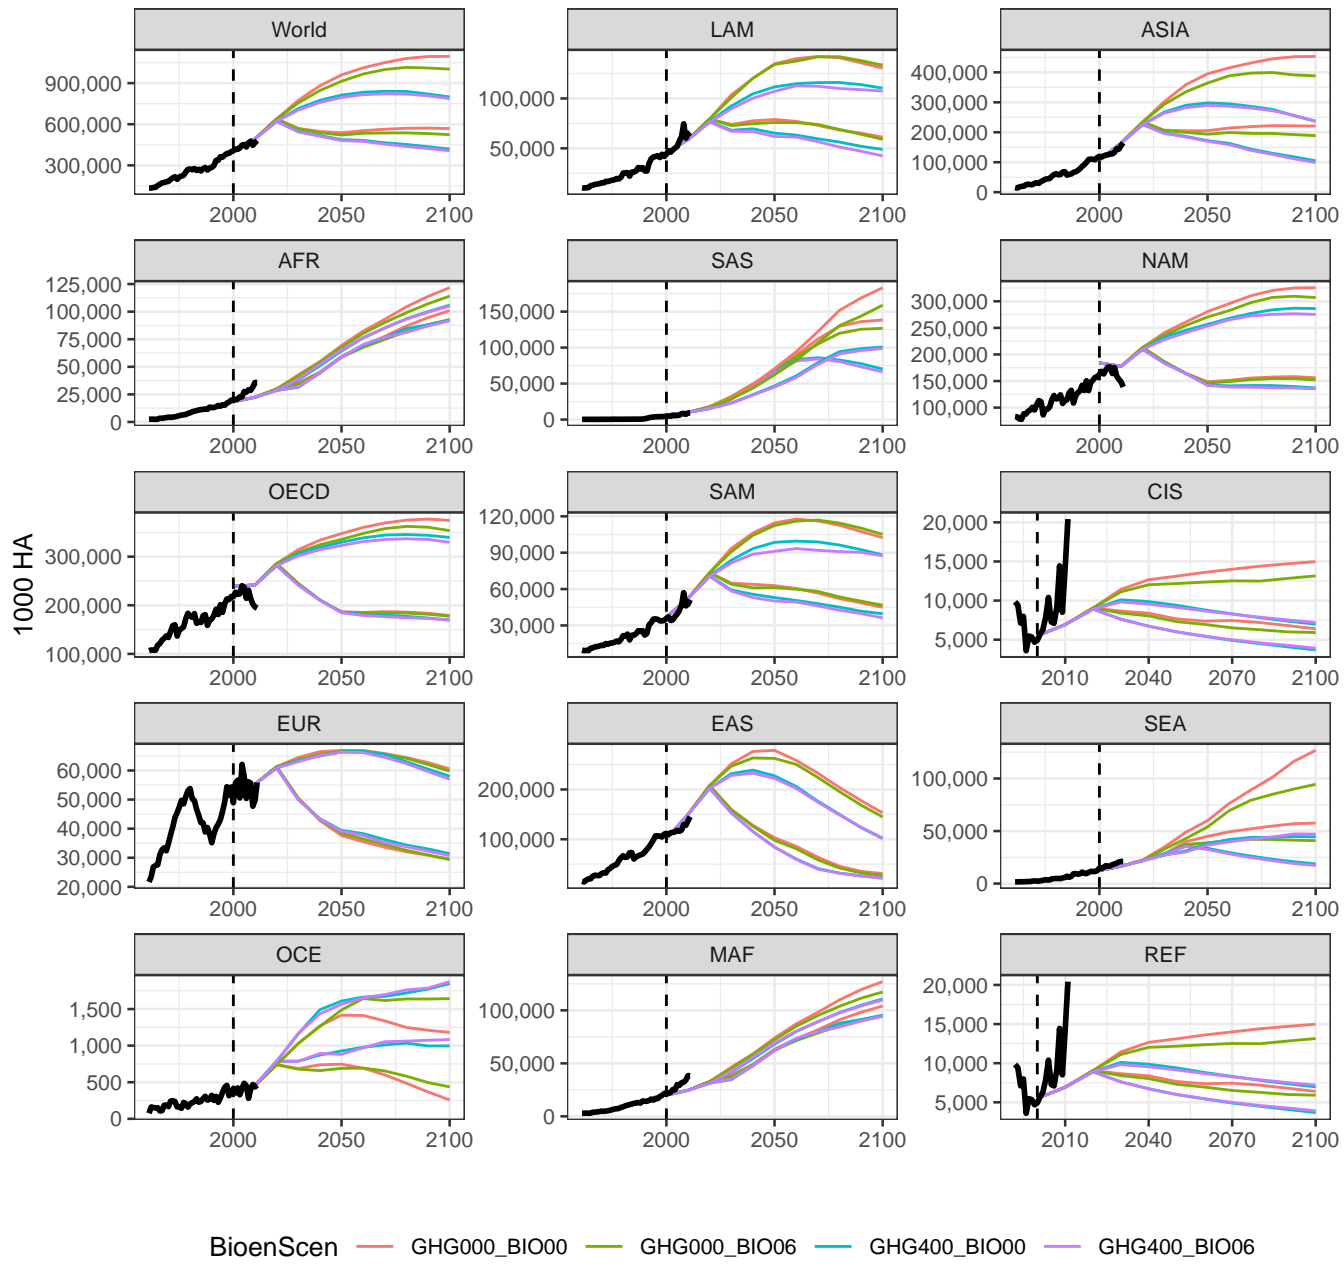 World LAM ASIA
900,000
600,000
300,000
2000 2050 2100
100,000
50,000
2000 2050 2100
400,000
300,000
200,000
100,000
0
2000 2050 2100
AFR SAS NAM
125,000
100,000
75,000
50,000
25,000
0
2000 2050 2100
150,000
100,000
50,000
0
2000 2050 2100
300,000
250,000
200,000
150,000
100,000
2000 2050 2100
OECD SAM CIS
1000 HA
300,000
200,000
100,000
2000 2050 2100
120,000
90,000
60,000
30,000
2000 2050 2100
20,000
15,000
10,000
5,000
2010 2040 2070 2100
EUR EAS SEA
60,000
50,000
40,000
30,000
20,000
2000 2050 2100
200,000
100,000
2000 2050 2100
100,000
50,000
0
2000 2050 2100
OCE MAF REF
1,500
1,000
500
0
2000 2050 2100
100,000
50,000
0
2000 2050 2100
20,000
15,000
10,000
5,000
2010 2040 2070 2100
BioenScen GHG000_BIO00 GHG000_BIO06 GHG400_BIO00 GHG400_BIO06